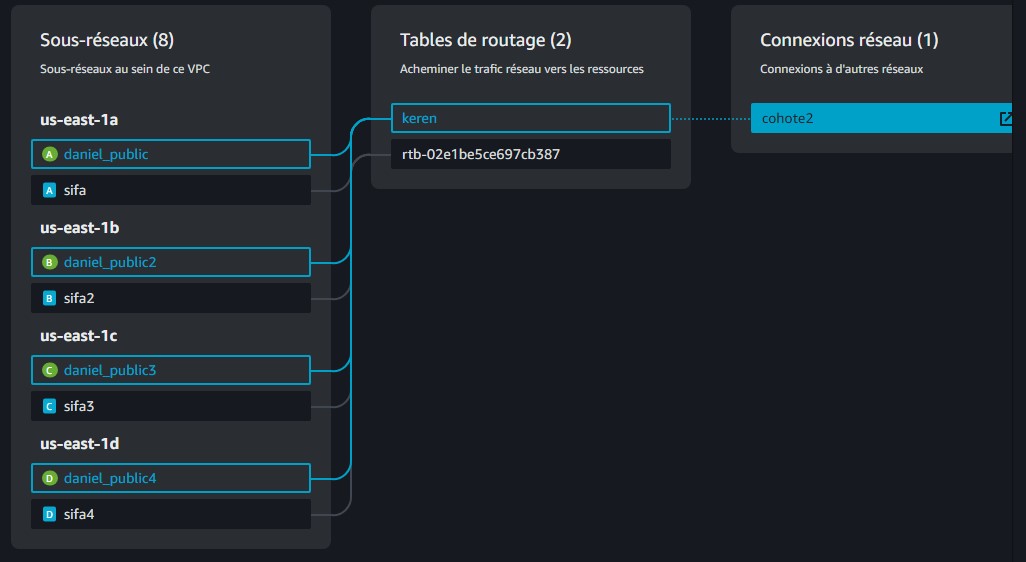 Sous-réseaux (8)
Sous-réseaux au sein de ce VPC
us-east-1a
A daniel_public
A sifa
us-east-1b
B daniel_public2
B sifa2
us-east-1c
C daniel_public3
C sifa3
us-east-1d
D daniel_public4
D sifa4
Tables de routage (2)
Acheminer le trafic réseau vers les ressources
keren
rtb-02e1be5ce697cb387
Connexions réseau (1)
Connexions à d'autres réseaux
cohote2